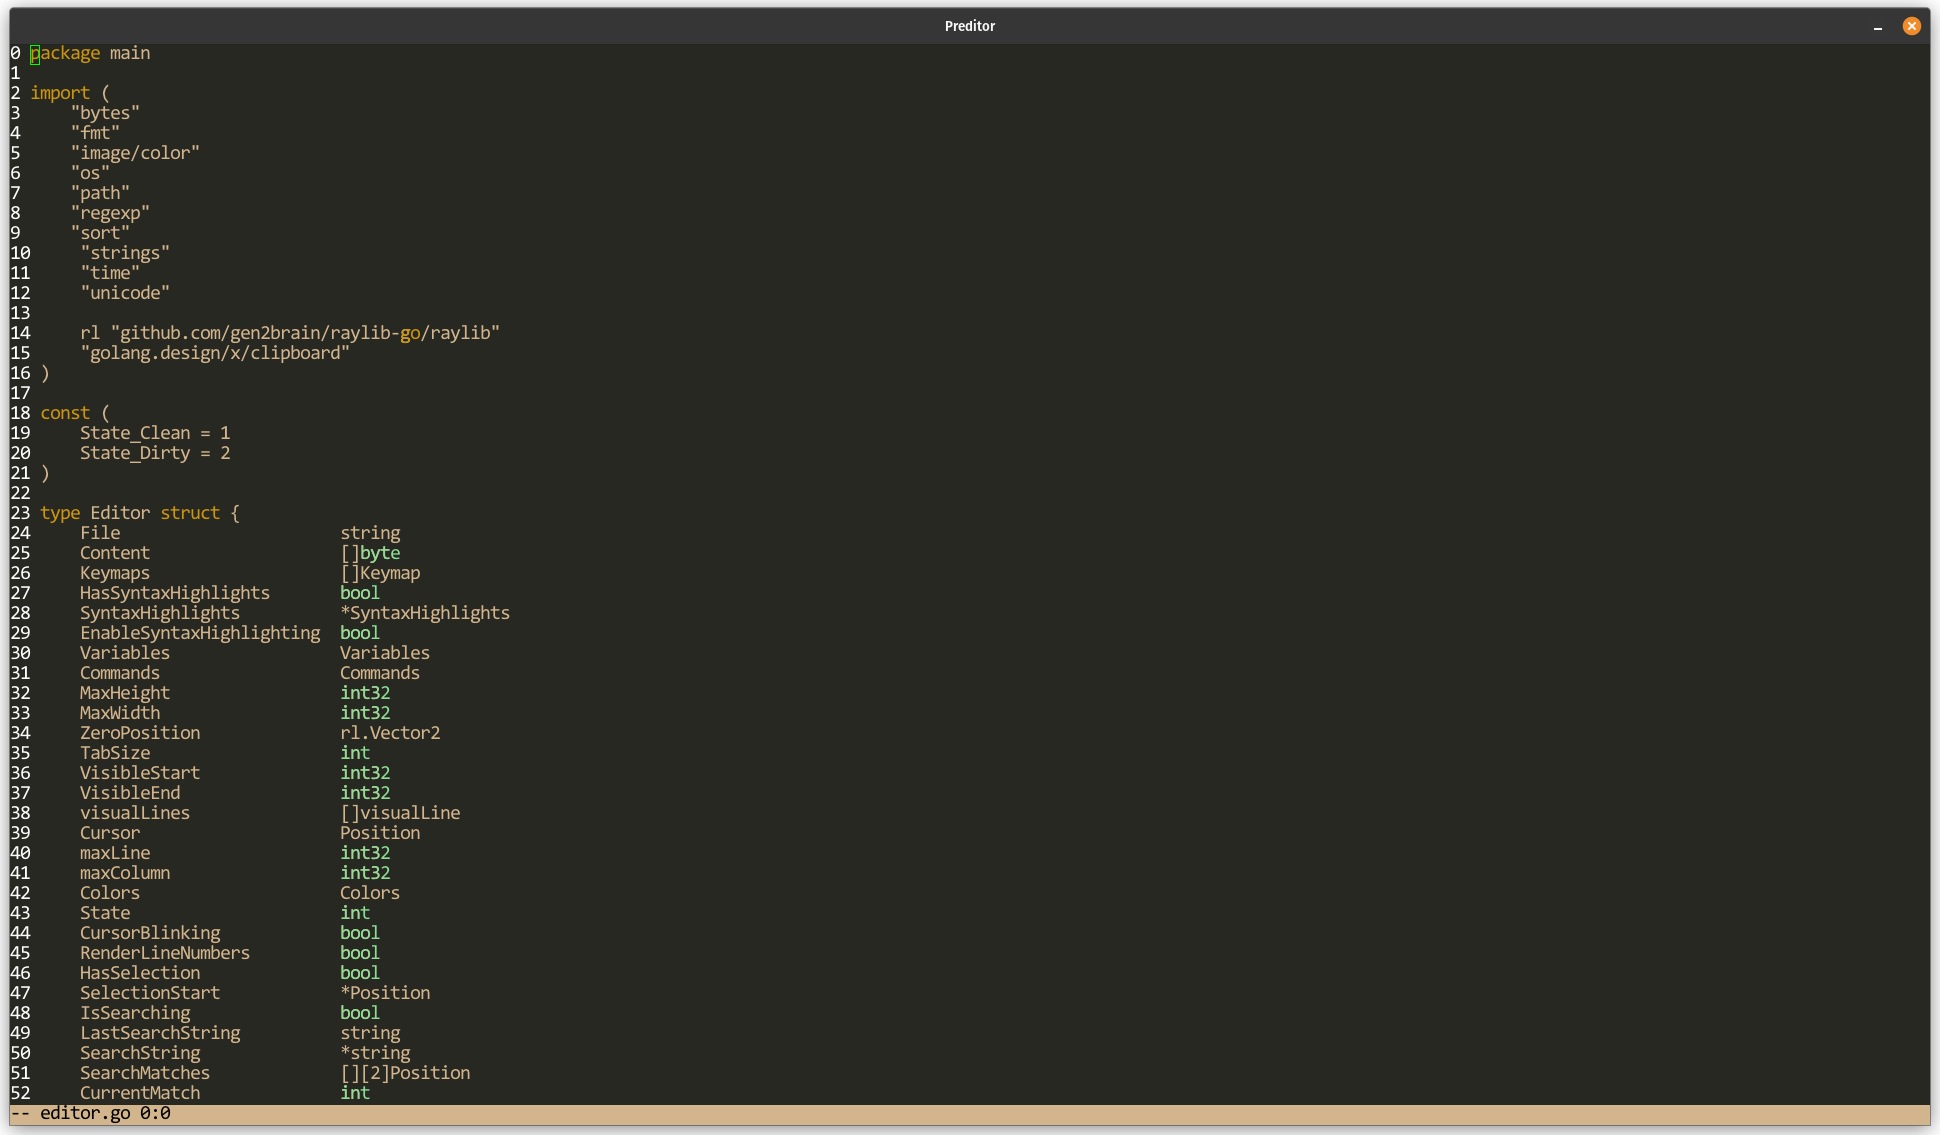 Preditor
0 package main
1
2 import (
3     "bytes"
4     "fmt"
5     "image/color"
6     "os"
7     "path"
8     "regexp"
9     "sort"
10     "strings"
11     "time"
12     "unicode"
13
14     rl "github.com/gen2brain/raylib-go/raylib"
15     "golang.design/x/clipboard"
16 )
17
18 const (
19     State_Clean = 1
20     State_Dirty = 2
21 )
22
23 type Editor struct {
24     File                      string
25     Content                   []byte
26     Keymaps                   []Keymap
27     HasSyntaxHighlights       bool
28     SyntaxHighlights          *SyntaxHighlights
29     EnableSyntaxHighlighting  bool
30     Variables                 Variables
31     Commands                  Commands
32     MaxHeight                 int32
33     MaxWidth                  int32
34     ZeroPosition              rl.Vector2
35     TabSize                   int
36     VisibleStart              int32
37     VisibleEnd                int32
38     visualLines               []visualLine
39     Cursor                    Position
40     maxLine                   int32
41     maxColumn                 int32
42     Colors                    Colors
43     State                     int
44     CursorBlinking            bool
45     RenderLineNumbers         bool
46     HasSelection              bool
47     SelectionStart            *Position
48     IsSearching               bool
49     LastSearchString          string
50     SearchString              *string
51     SearchMatches             [][2]Position
52     CurrentMatch              int
-- editor.go 0:0